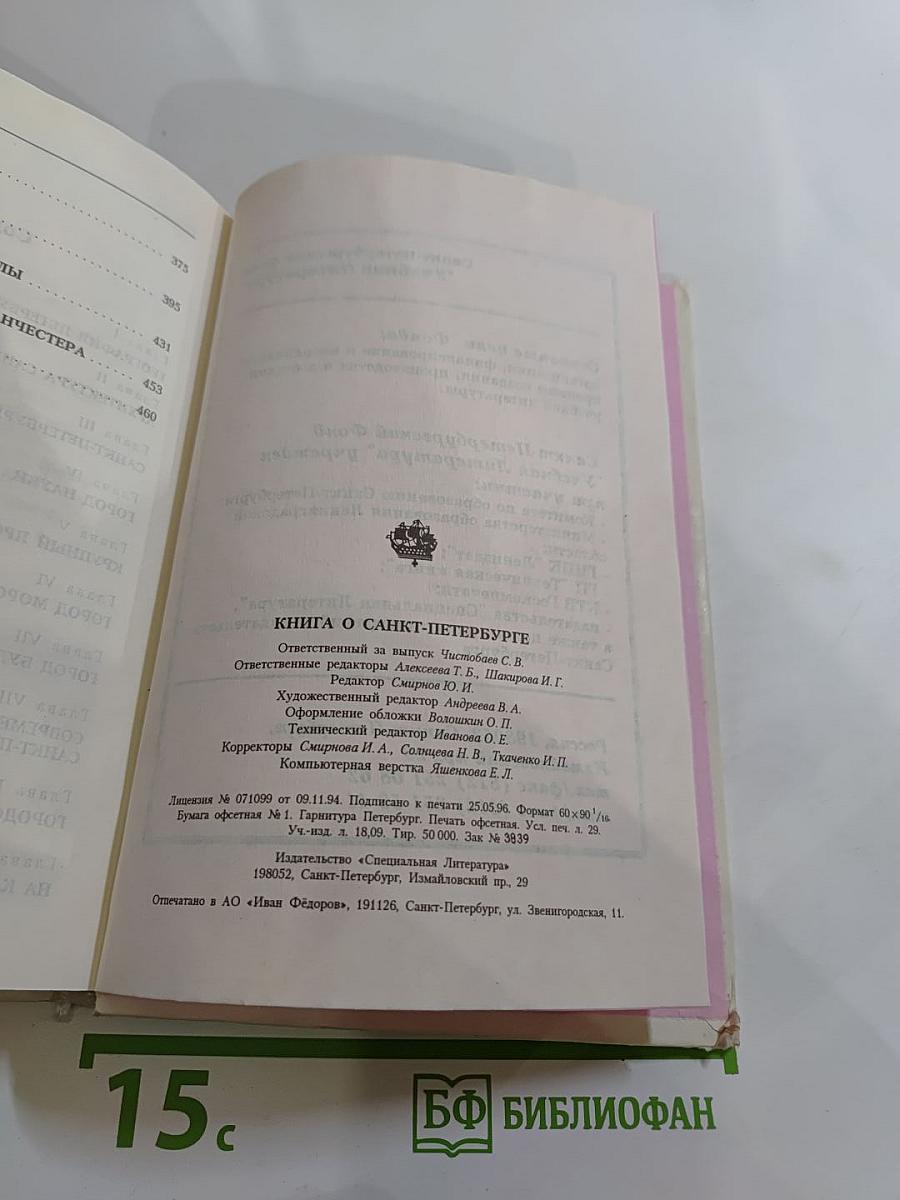 375
ЛЫ
395
431
НЧЕСТЕРА
453
460
КНИГА О САНКТ-ПЕТЕРБУРГЕ
Ответственный за выпуск Чистобаев С. В.
Ответственные редакторы Алексеева Т. Б., Шакирова И. Г.
Редактор Смирнов Ю. И.
Художественный редактор Андреева В. А.
Оформление обложки Волошкин О. П.
Технический редактор Иванова О. Е.
Корректоры Смирнова И. А., Солнцева Н. В., Ткаченко И. П.
Компьютерная верстка Яшенкова Е. Л.
Лицензия № 071099 от 09.11.94. Подписано к печати 25.05.96. Формат 60×90 1/16.
Бумага офсетная № 1. Гарнитура Петербург. Печать офсетная. Усл. печ. л. 29.
Уч.-изд. л. 18,09. Тир. 50 000. Зак № 3839
Издательство «Специальная Литература»
198052, Санкт-Петербург, Измайловский пр., 29
Отпечатано в АО «Иван Фёдоров», 191126, Санкт-Петербург, ул. Звенигородская, 11.
15 с
БФ БИБЛИОФАН